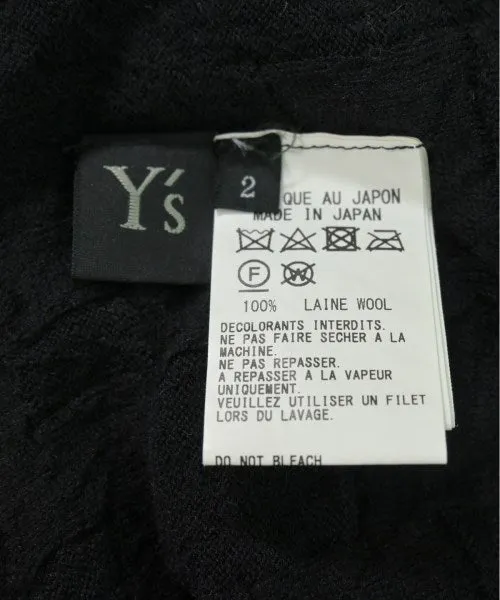 Y's
2
QUE AU JAPON
MADE IN JAPAN
F W
100% LAINE WOOL
DECOLORANTS INTERDITS.
NE PAS FAIRE SECHER A LA
MACHINE.
NE PAS REPASSER.
A REPASSER A LA VAPEUR
UNIQUEMENT.
VEUILLEZ UTILISER UN FILET
LORS DU LAVAGE.
DO NOT BLEACH